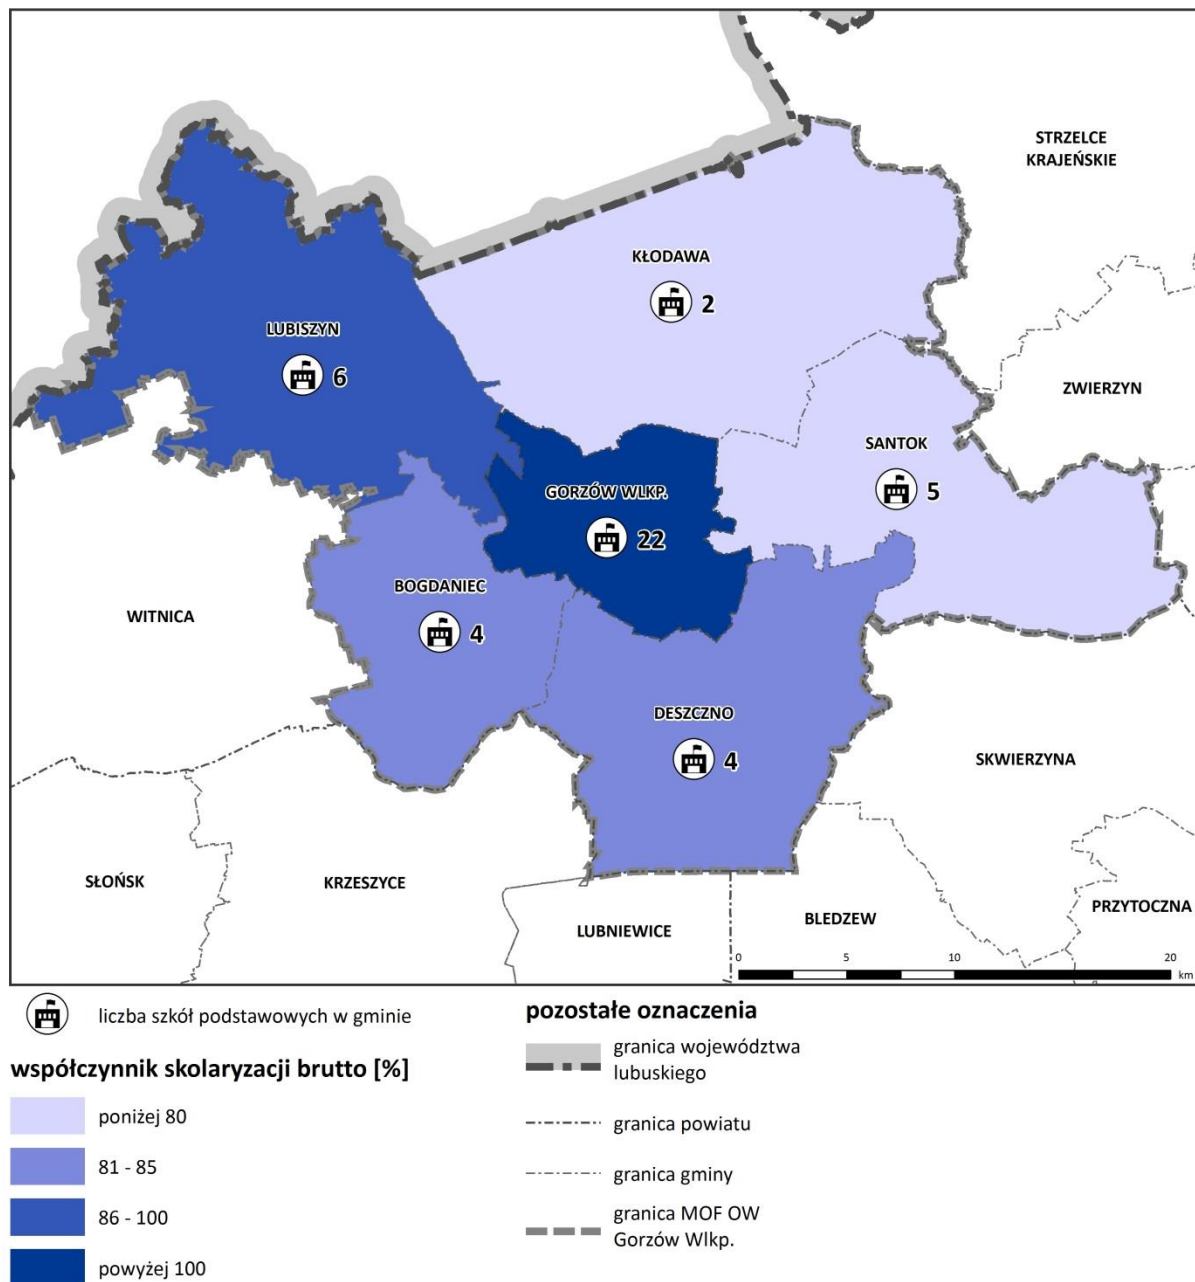 STRZELCE
KRAJEŃSKIE
KŁODAWA
2
LUBISZYN
6
ZWIERZYN
SANTOK
5
GORZÓW WLKP.
22
BOGDANIEC
4
WITNICA
DESZCZNO
4
SKWIERZYNA
SŁOŃSK
KRZESZYCE
LUBNIEWICE
BLEDZEW
PRZYTOCZNA
0 5 10 20
km
liczba szkół podstawowych w gminie
współczynnik skolaryzacji brutto [%]
poniżej 80
81 - 85
86 - 100
powyżej 100
pozostałe oznaczenia
granica województwa
lubuskiego
granica powiatu
granica gminy
granica MOF OW
Gorzów Wlkp.